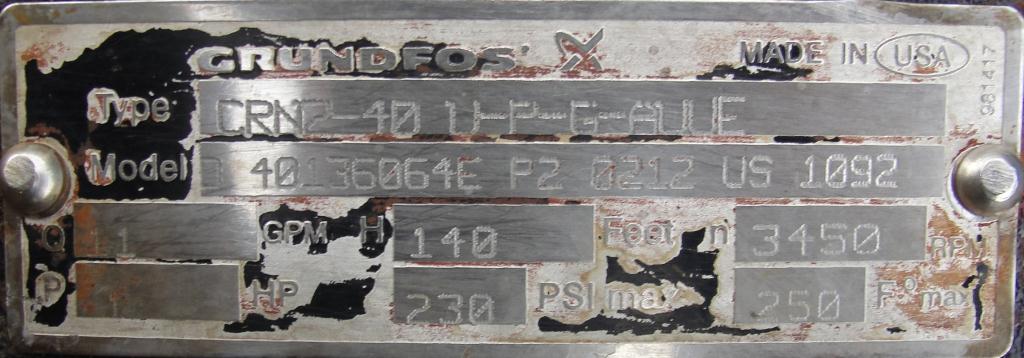 GRUNDFOS MADE IN USA
Type CRN2-40 U-P-G-AUUE
Model 40136064E P2 0212 US 1092
Q 11 GPM H 140 Feet n 3450 RPM
P 1 HP 230 PSI max 250 F° max
981417